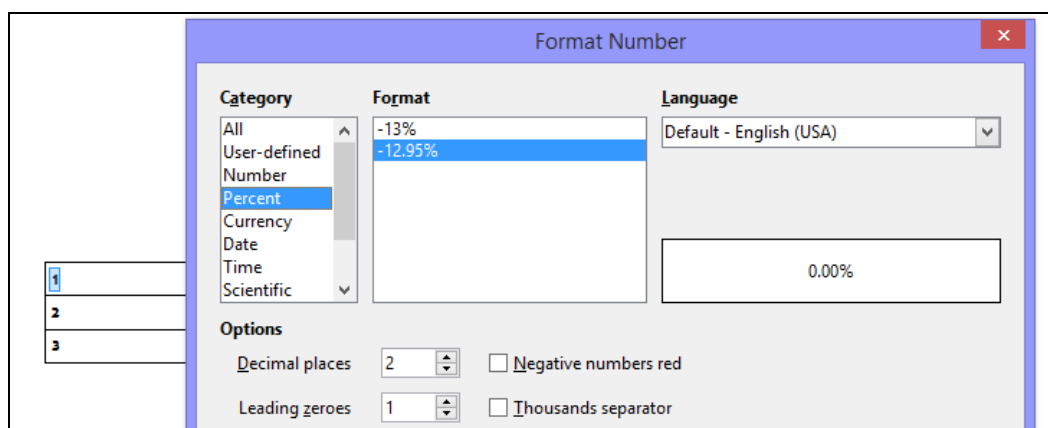 Format Number
Category
All
User-defined
Number
Percent
Currency
Date
Time
Scientific
Format
-13%
-12.95%
Language
Default - English (USA)
0.00%
1
2
3
Options
Decimal places 2 Negative numbers red
Leading zeroes 1 Thousands separator